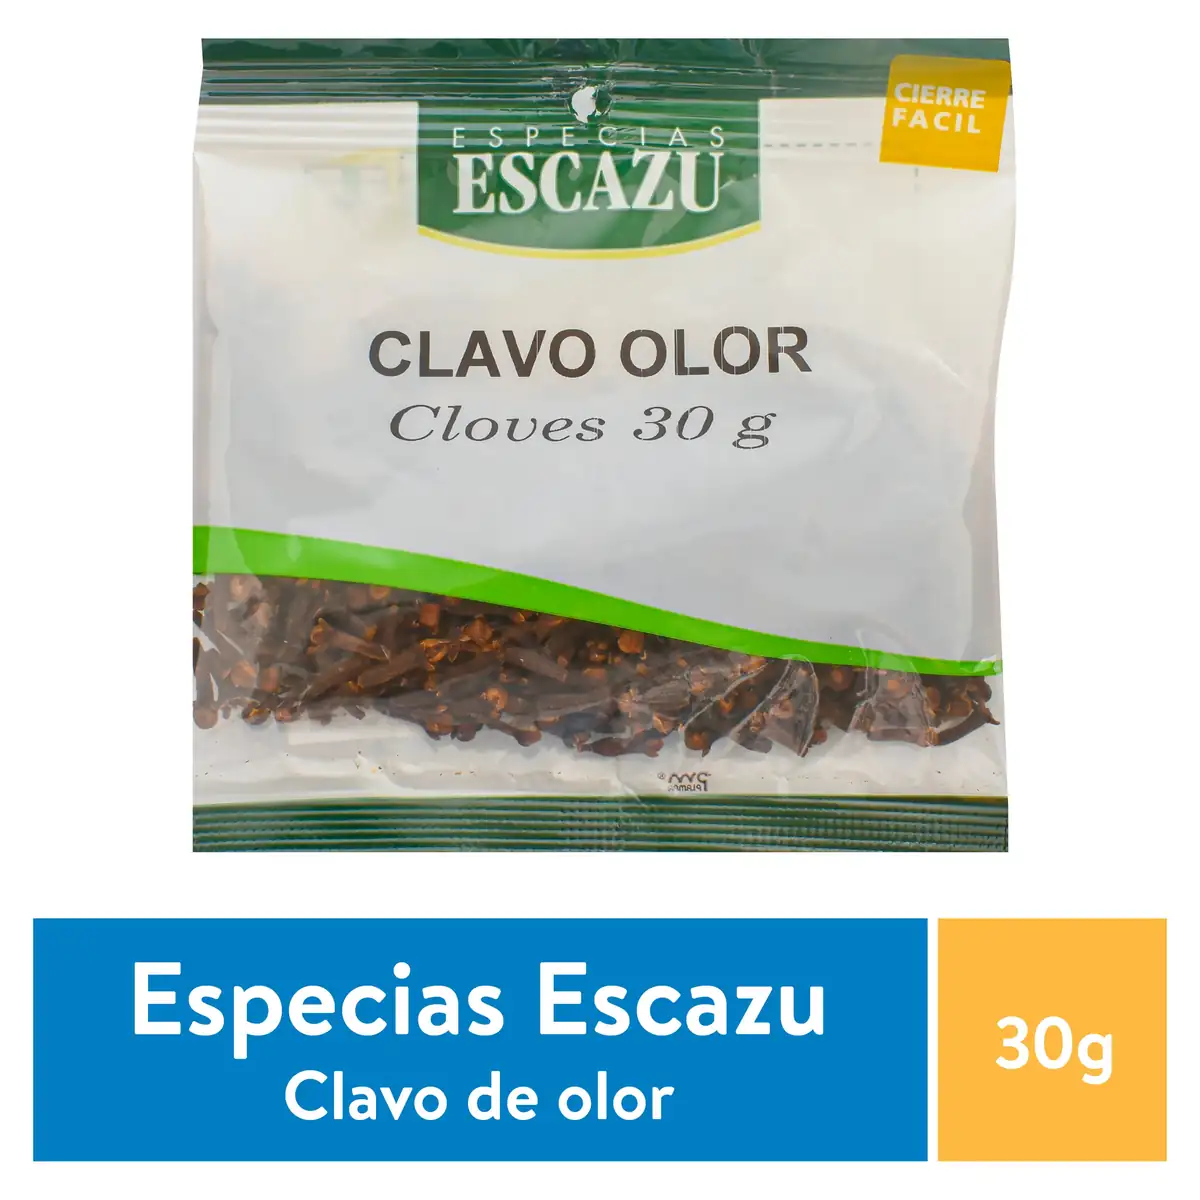 CIERRE
FACIL
ESPECIAS
ESCAZU
CLAVO OLOR
Cloves 30 g
Especias Escazu
Clavo de olor
30g